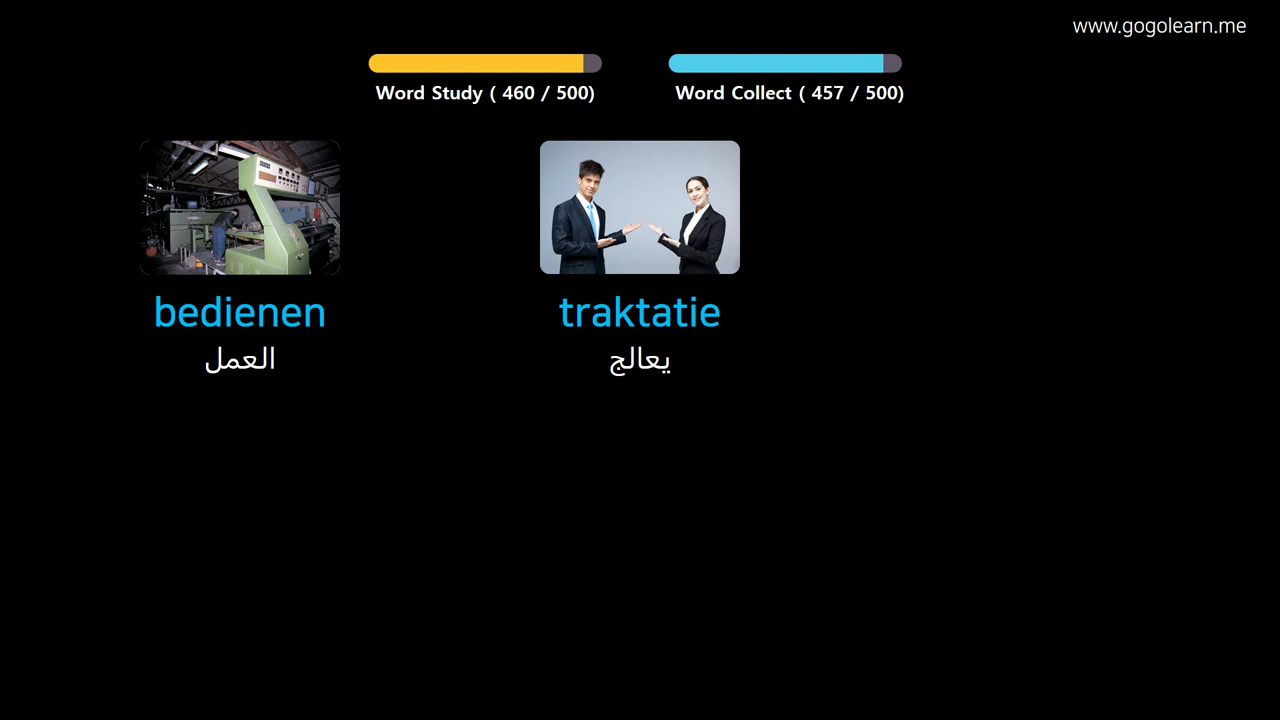 www.gogolearn.me
Word Study ( 460 / 500)
Word Collect ( 457 / 500)
bedienen
العمل
traktatie
يعالج